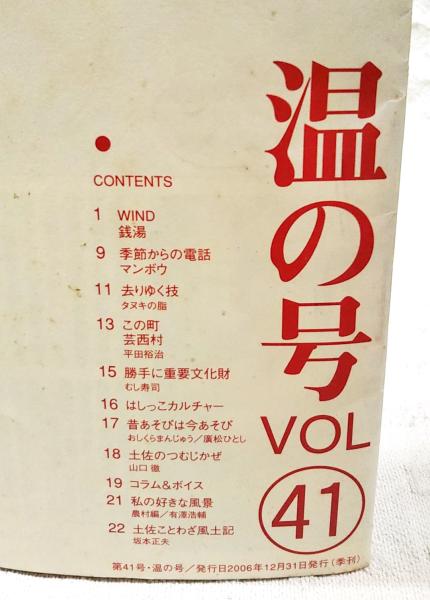 温の号
VOL
41
CONTENTS
1 WIND
銭湯
9 季節からの電話
マンボウ
11 去りゆく技
タヌキの脂
13 この町
芸西村
平田裕治
15 勝手に重要文化財
むし寿司
16 はしっこカルチャー
17 昔あそびは今あそび
おしくらまんじゅう/廣松ひとし
18 土佐のつむじかぜ
山口 徹
19 コラム&ボイス
21 私の好きな風景
農村編/有澤浩輔
22 土佐ことわざ風土記
坂本正夫
第41号・温の号/発行日2006年12月31日発行(季刊)